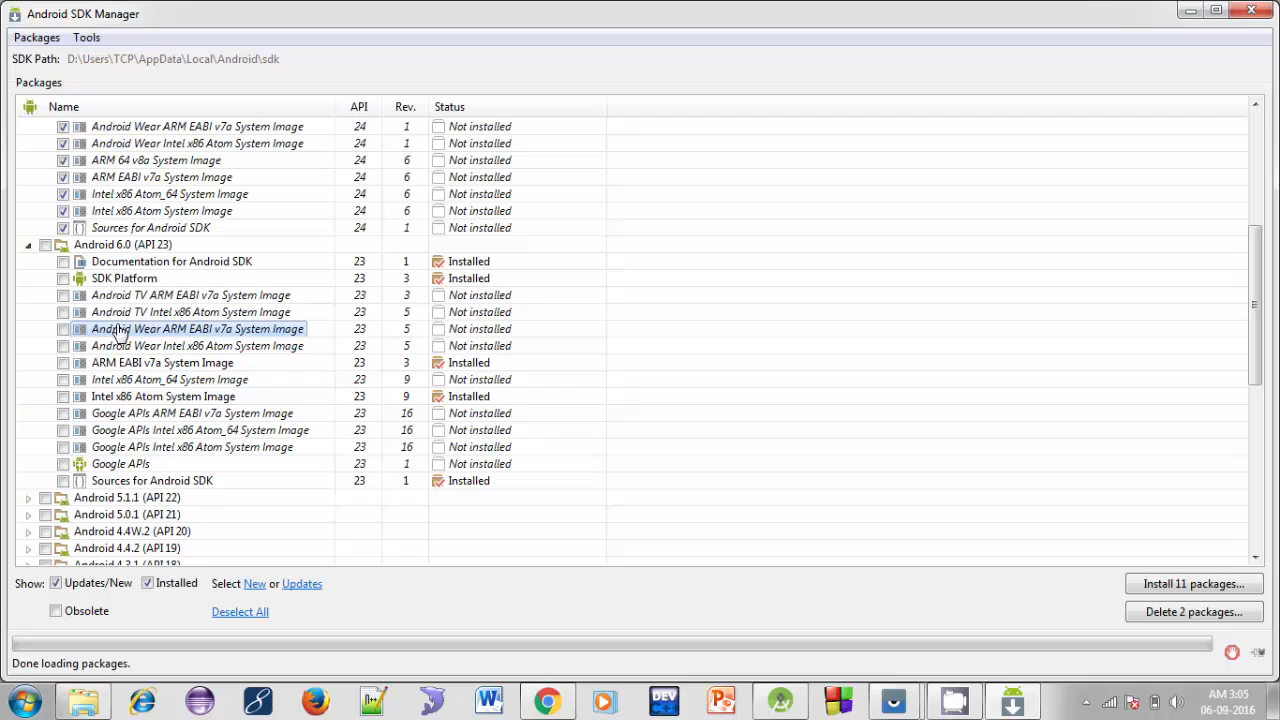 Android SDK Manager
Packages Tools
SDK Path: D:\Users\TCP\AppData\Local\Android\sdk
Packages
Name API Rev. Status
Android Wear ARM EABI v7a System Image 24 1 Not installed
Android Wear Intel x86 Atom System Image 24 1 Not installed
ARM 64 v8a System Image 24 6 Not installed
ARM EABI v7a System Image 24 6 Not installed
Intel x86 Atom_64 System Image 24 6 Not installed
Intel x86 Atom System Image 24 6 Not installed
Sources for Android SDK 24 1 Not installed
Android 6.0 (API 23)
Documentation for Android SDK 23 1 Installed
SDK Platform 23 3 Installed
Android TV ARM EABI v7a System Image 23 3 Not installed
Android TV Intel x86 Atom System Image 23 5 Not installed
Android Wear ARM EABI v7a System Image 23 5 Not installed
Android Wear Intel x86 Atom System Image 23 5 Not installed
ARM EABI v7a System Image 23 3 Installed
Intel x86 Atom_64 System Image 23 9 Not installed
Intel x86 Atom System Image 23 9 Installed
Google APIs ARM EABI v7a System Image 23 16 Not installed
Google APIs Intel x86 Atom_64 System Image 23 16 Not installed
Google APIs Intel x86 Atom System Image 23 16 Not installed
Google APIs 23 1 Not installed
Sources for Android SDK 23 1 Installed
Android 5.1.1 (API 22)
Android 5.0.1 (API 21)
Android 4.4W.2 (API 20)
Android 4.4.2 (API 19)
Android 4.3.1 (API 18)
Show: Updates/New Installed Select New or Updates Install 11 packages...
Obsolete Deselect All Delete 2 packages...
Done loading packages.
DEV C++
AM 3:05
06-09-2016